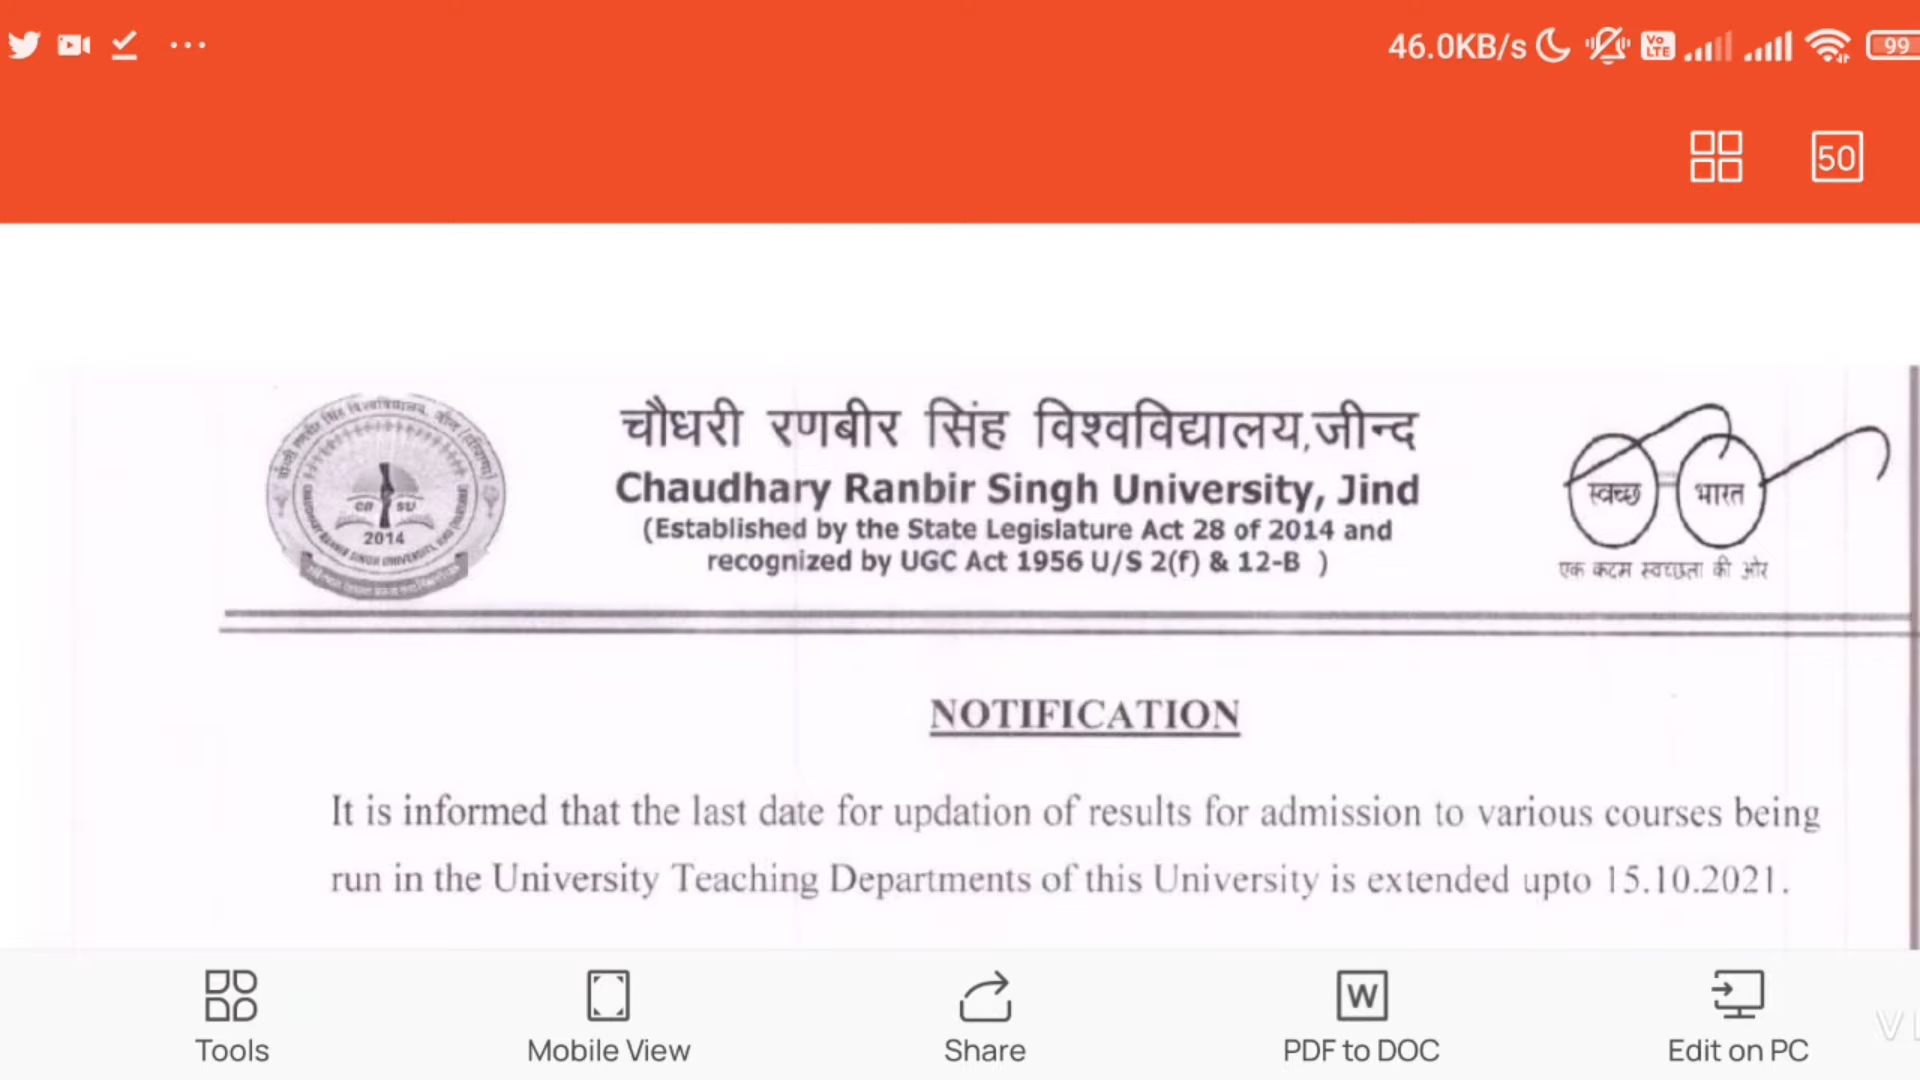 46.0KB/s Vo LTE 99
50
चौधरी रणबीर सिंह विश्वविद्यालय,जीन्द
Chaudhary Ranbir Singh University, Jind
(Established by the State Legislature Act 28 of 2014 and
recognized by UGC Act 1956 U/S 2(f) & 12-B )
CR SU
2014
स्वच्छ भारत
एक कदम स्वच्छता की ओर
NOTIFICATION
It is informed that the last date for updation of results for admission to various courses being
run in the University Teaching Departments of this University is extended upto 15.10.2021.
Tools Mobile View Share W PDF to DOC Edit on PC